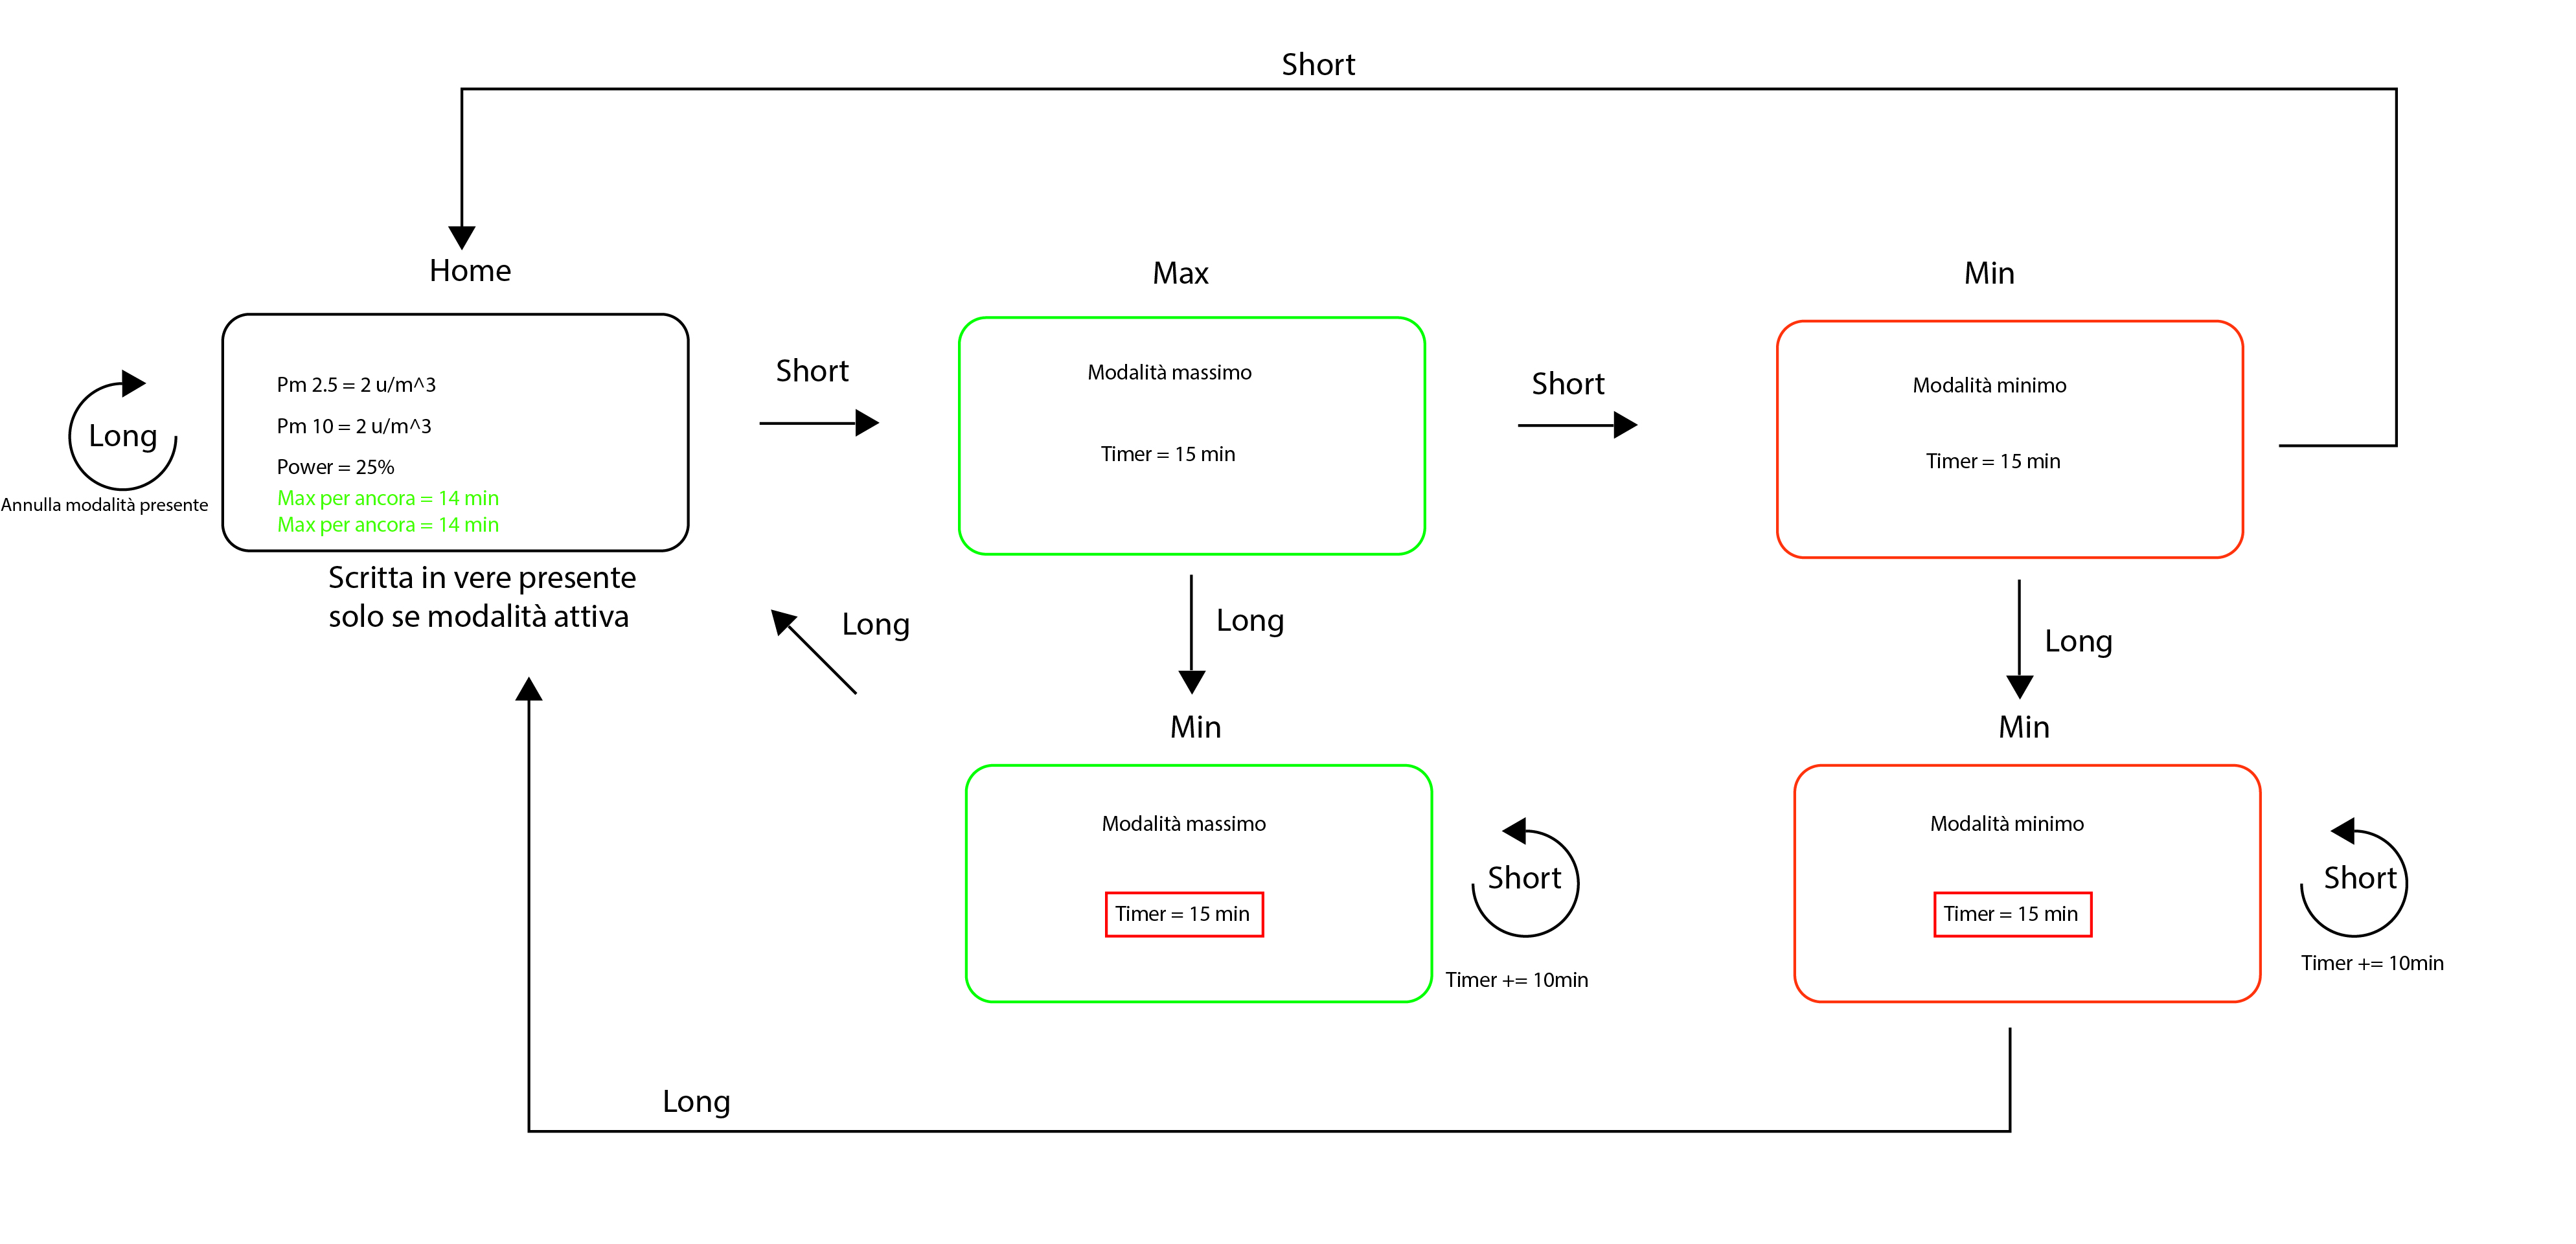 Short
Home
Max
Min
Long
Annulla modalità presente
Pm 2.5 = 2 u/m^3
Pm 10 = 2 u/m^3
Power = 25%
Max per ancora = 14 min
Max per ancora = 14 min
Scritta in vere presente
solo se modalità attiva
Short
Modalità massimo
Timer = 15 min
Short
Modalità minimo
Timer = 15 min
Long
Long
Long
Min
Min
Modalità massimo
Timer = 15 min
Short
Timer += 10min
Modalità minimo
Timer = 15 min
Short
Timer += 10min
Long